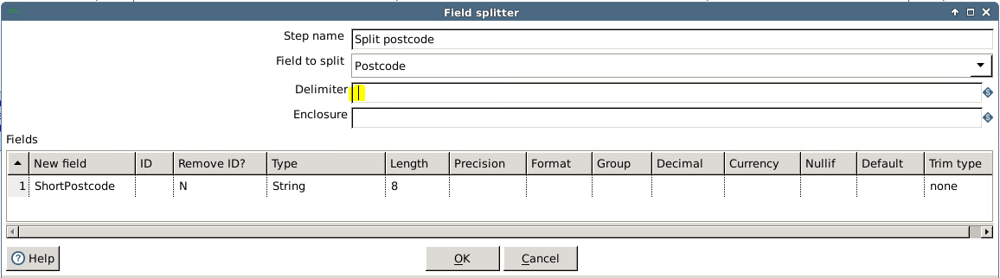 Field splitter
Step name Split postcode
Field to split Postcode
Delimiter
Enclosure
Fields
New field ID Remove ID? Type Length Precision Format Group Decimal Currency Nullif Default Trim type
1 ShortPostcode N String 8 none
Help OK Cancel